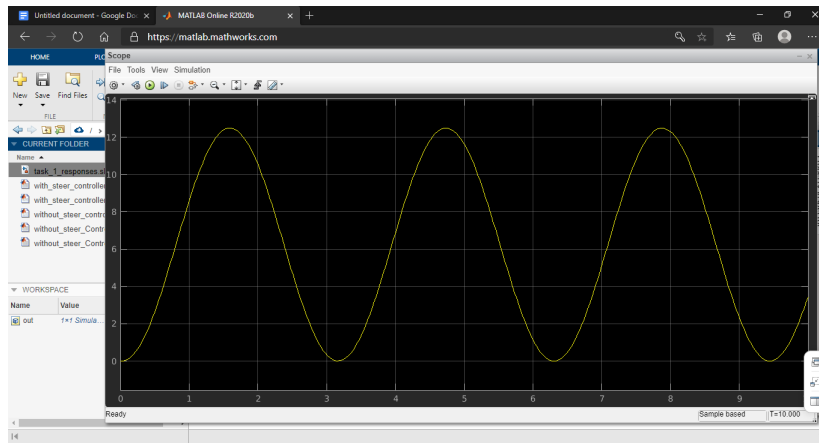 Untitled document - Google Do
MATLAB Online R2020b
https://matlab.mathworks.com
HOME
PLO
Scope
File Tools View Simulation
New Save Find Files
FILE
CURRENT FOLDER
Name
task_1_responses.s
with_steer_controlle
with_steer_controlle
without_steer_contr
without_steer_Contr
without_steer_Contr
WORKSPACE
Name Value
out 1×1 Simula...
14
12
10
8
6
4
2
0
0 1 2 3 4 5 6 7 8 9
Ready
Sample based
T=10.000